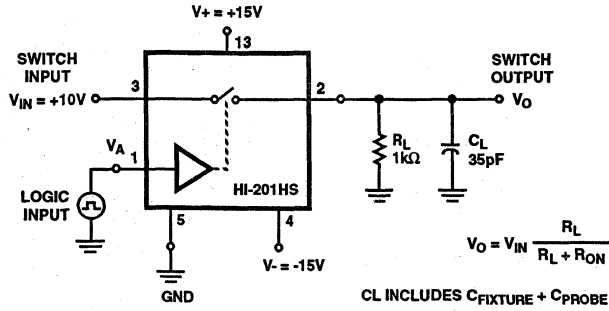 V+ = +15V
13
SWITCH
INPUT
3
2
SWITCH
OUTPUT
VIN = +10V
VO
VA
1
RL
1kΩ
CL
35pF
LOGIC
INPUT
HI-201HS
5
4
V- = -15V
GND
VO = VIN RL / RL + RON
CL INCLUDES CFIXTURE + CPROBE